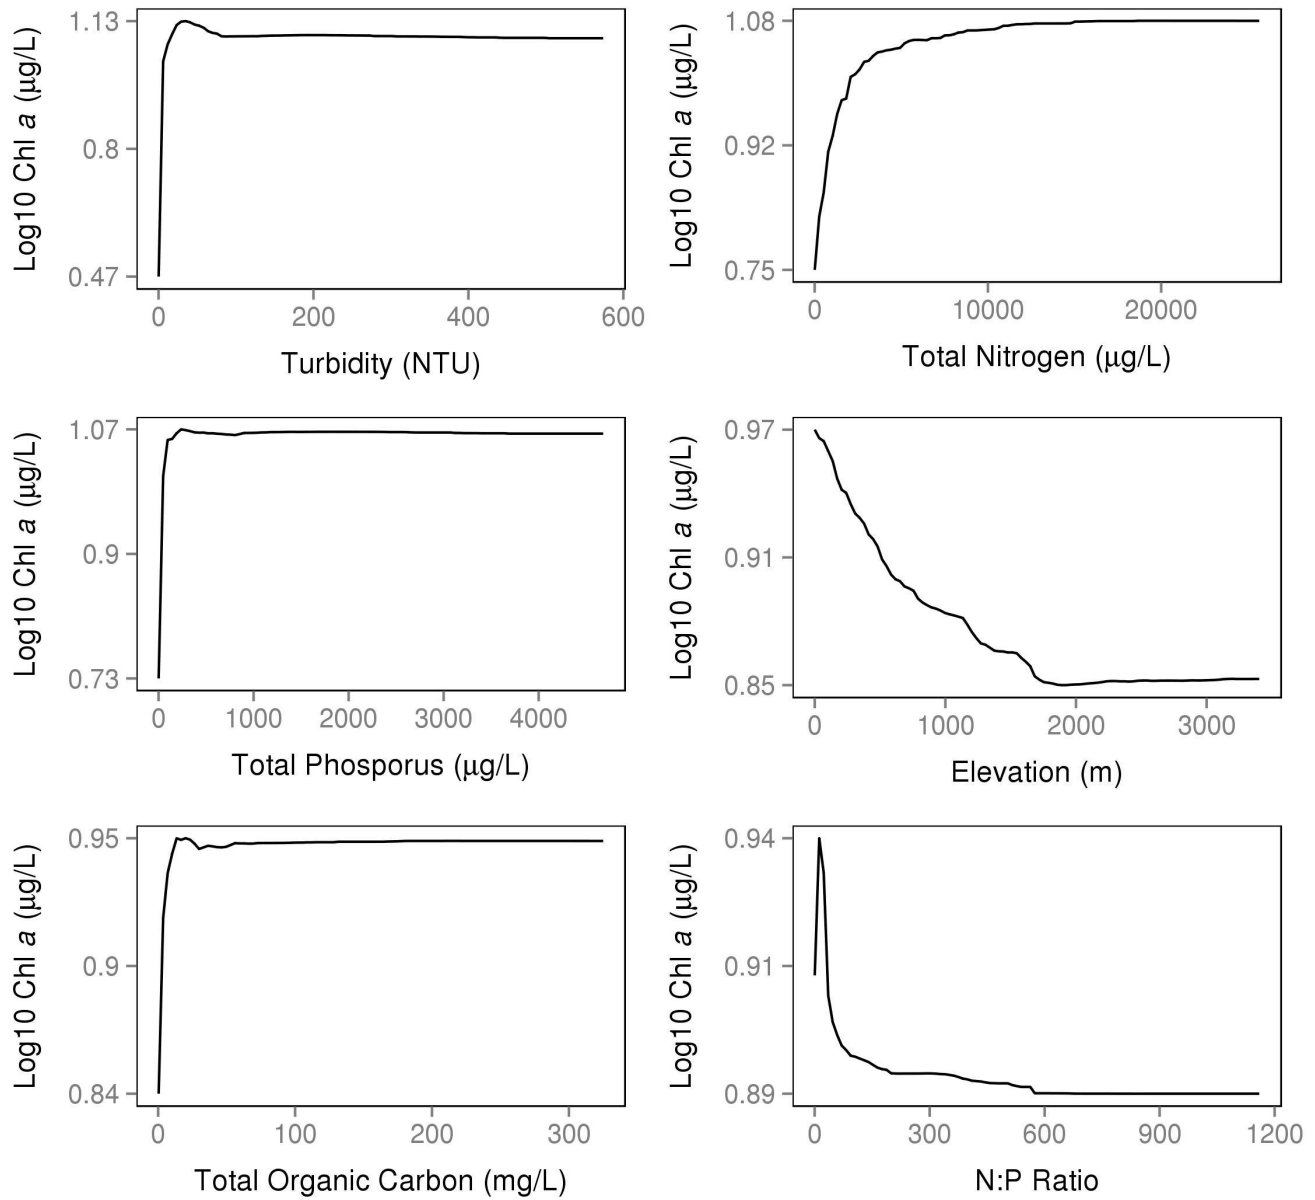 Log10 Chl a (µg/L)
1.13
0.8
0.47
0 200 400 600
Turbidity (NTU)
Log10 Chl a (µg/L)
1.08
0.92
0.75
0 10000 20000
Total Nitrogen (µg/L)
Log10 Chl a (µg/L)
1.07
0.9
0.73
0 1000 2000 3000 4000
Total Phosporus (µg/L)
Log10 Chl a (µg/L)
0.97
0.91
0.85
0 1000 2000 3000
Elevation (m)
Log10 Chl a (µg/L)
0.95
0.9
0.84
0 100 200 300
Total Organic Carbon (mg/L)
Log10 Chl a (µg/L)
0.94
0.91
0.89
0 300 600 900 1200
N:P Ratio